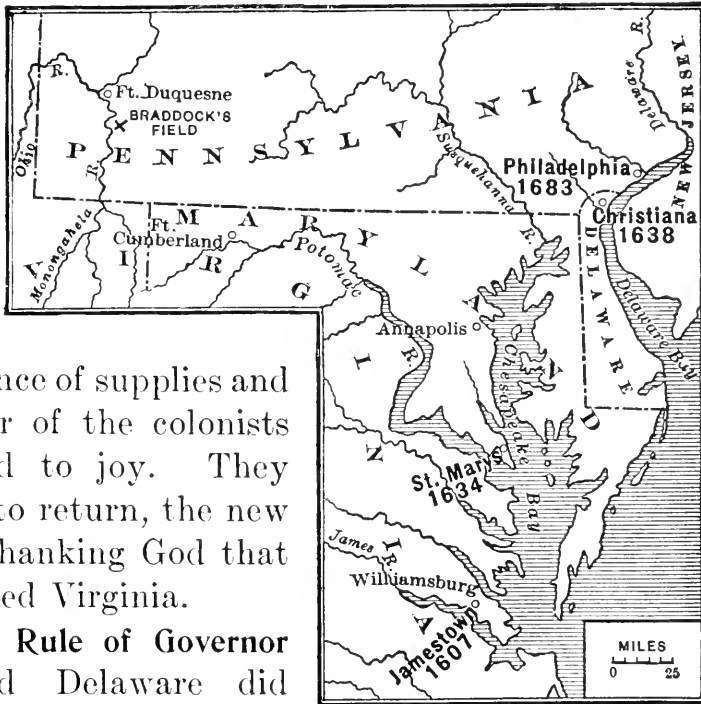 Ohio R.
Ft. Duquesne
BRADDOCK'S
FIELD
PENNSYLVANIA
Susquehanna R.
Delaware R.
NEW JERSEY
Philadelphia
1683
Christiana
1638
Monongahela R.
MARYLAND
Ft.
Cumberland
Potomac R.
VIRGINIA
DELAWARE
Delaware Bay
Annapolis
Chesapeake Bay
St. Marys
1634
James R.
Williamsburg
Jamestown
1607
MILES
0 25
nce of supplies and
r of the colonists
d to joy. They
to return, the new
hanking God that
ed Virginia.
Rule of Governor
d Delaware did